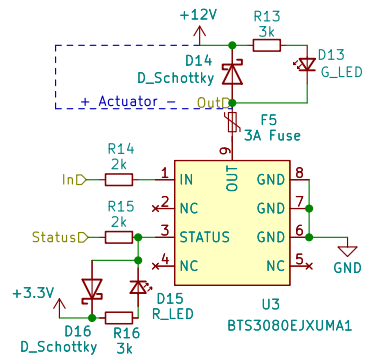 +12V
R13
3k
D13
G_LED
D14
D_Schottky
+ Actuator −
Out
F5
3A Fuse
9
OUT
R14
2k
In
1
IN
GND
8
2
NC
GND
7
R15
2k
Status
3
STATUS
GND
6
4
NC
NC
5
GND
+3.3V
D15
R_LED
U3
BTS3080EJXUMA1
D16
D_Schottky
R16
3k